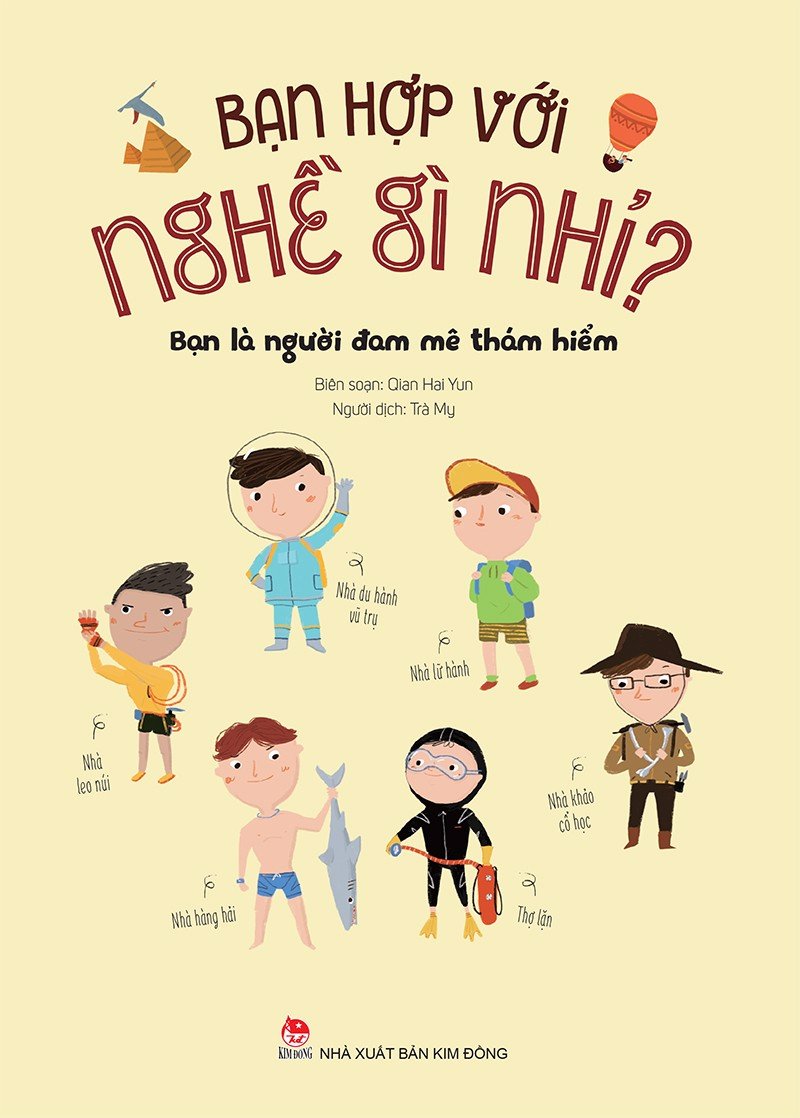 BẠN HỢP VỚI
NGHỀ GÌ NHỈ?
Bạn là người đam mê thám hiểm
Biên soạn: Qian Hai Yun
Người dịch: Trà My
Nhà du hành
vũ trụ
Nhà lữ hành
Nhà
leo núi
Nhà khảo
cổ học
Nhà hàng hải
Thợ lặn
KIM ĐỒNG
NHÀ XUẤT BẢN KIM ĐỒNG